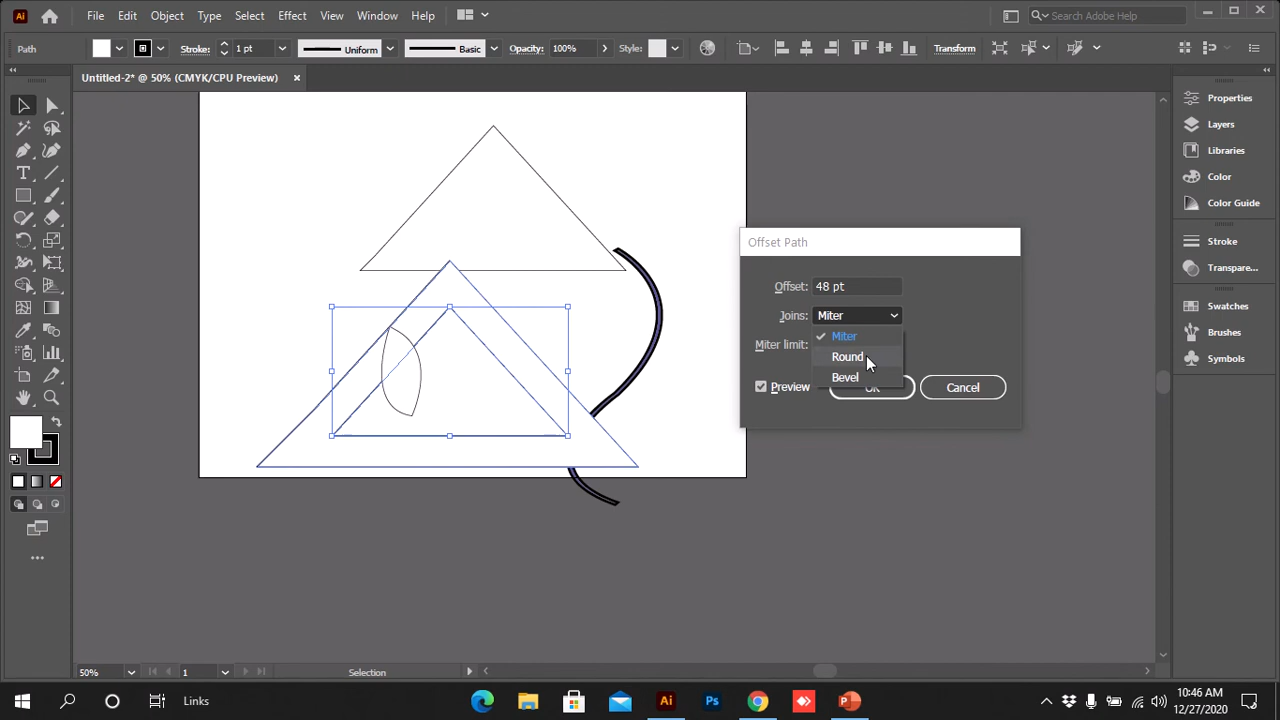 Ai File Edit Object Type Select Effect View Window Help Search Adobe Help
Path Stroke: 1 pt Uniform Basic Opacity: 100% Style: Transform
Untitled-2* @ 50% (CMYK/CPU Preview) ×
Properties
Layers
Libraries
Color
Color Guide
Stroke
Transpare...
Swatches
Brushes
Symbols
Offset Path
Offset: 48 pt
Joins: Miter
Miter
Miter limit:
Round
Bevel
Preview OK Cancel
50% 1 Selection
Links Ai Ps 10:46 AM
12/27/2020